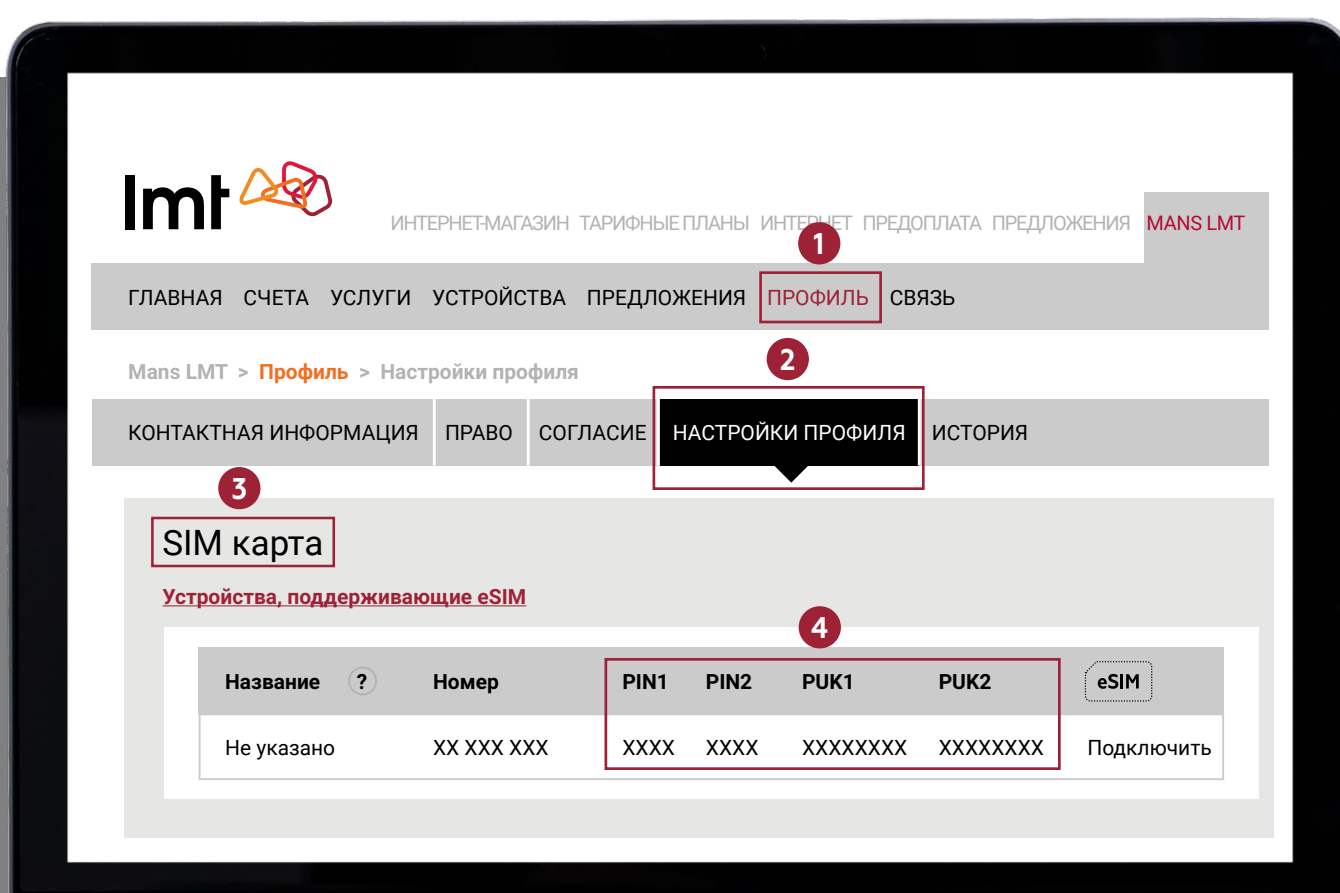 lmt
ИНТЕРНЕТ-МАГАЗИН ТАРИФНЫЕ ПЛАНЫ ИНТЕРНЕТ ПРЕДОПЛАТА ПРЕДЛОЖЕНИЯ MANS LMT
1
ГЛАВНАЯ СЧЕТА УСЛУГИ УСТРОЙСТВА ПРЕДЛОЖЕНИЯ ПРОФИЛЬ СВЯЗЬ
2
Mans LMT > Профиль > Настройки профиля
КОНТАКТНАЯ ИНФОРМАЦИЯ ПРАВО СОГЛАСИЕ НАСТРОЙКИ ПРОФИЛЯ ИСТОРИЯ
3
SIM карта
Устройства, поддерживающие eSIM
4
Название ? Номер PIN1 PIN2 PUK1 PUK2 eSIM
Не указано XX XXX XXX XXXX XXXX XXXXXXXX XXXXXXXX Подключить